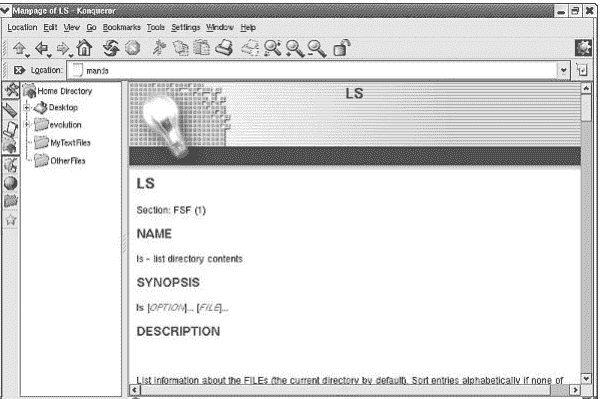 Manpage of LS - Konqueror
Location Edit View Go Bookmarks Tools Settings Window Help
Location: man:ls
Home Directory
Desktop
evolution
MyTextFiles
OtherFiles
LS
LS
Section: FSF (1)
NAME
ls - list directory contents
SYNOPSIS
ls [OPTION]... [FILE]...
DESCRIPTION
List information about the FILEs (the current directory by default). Sort entries alphabetically if none of